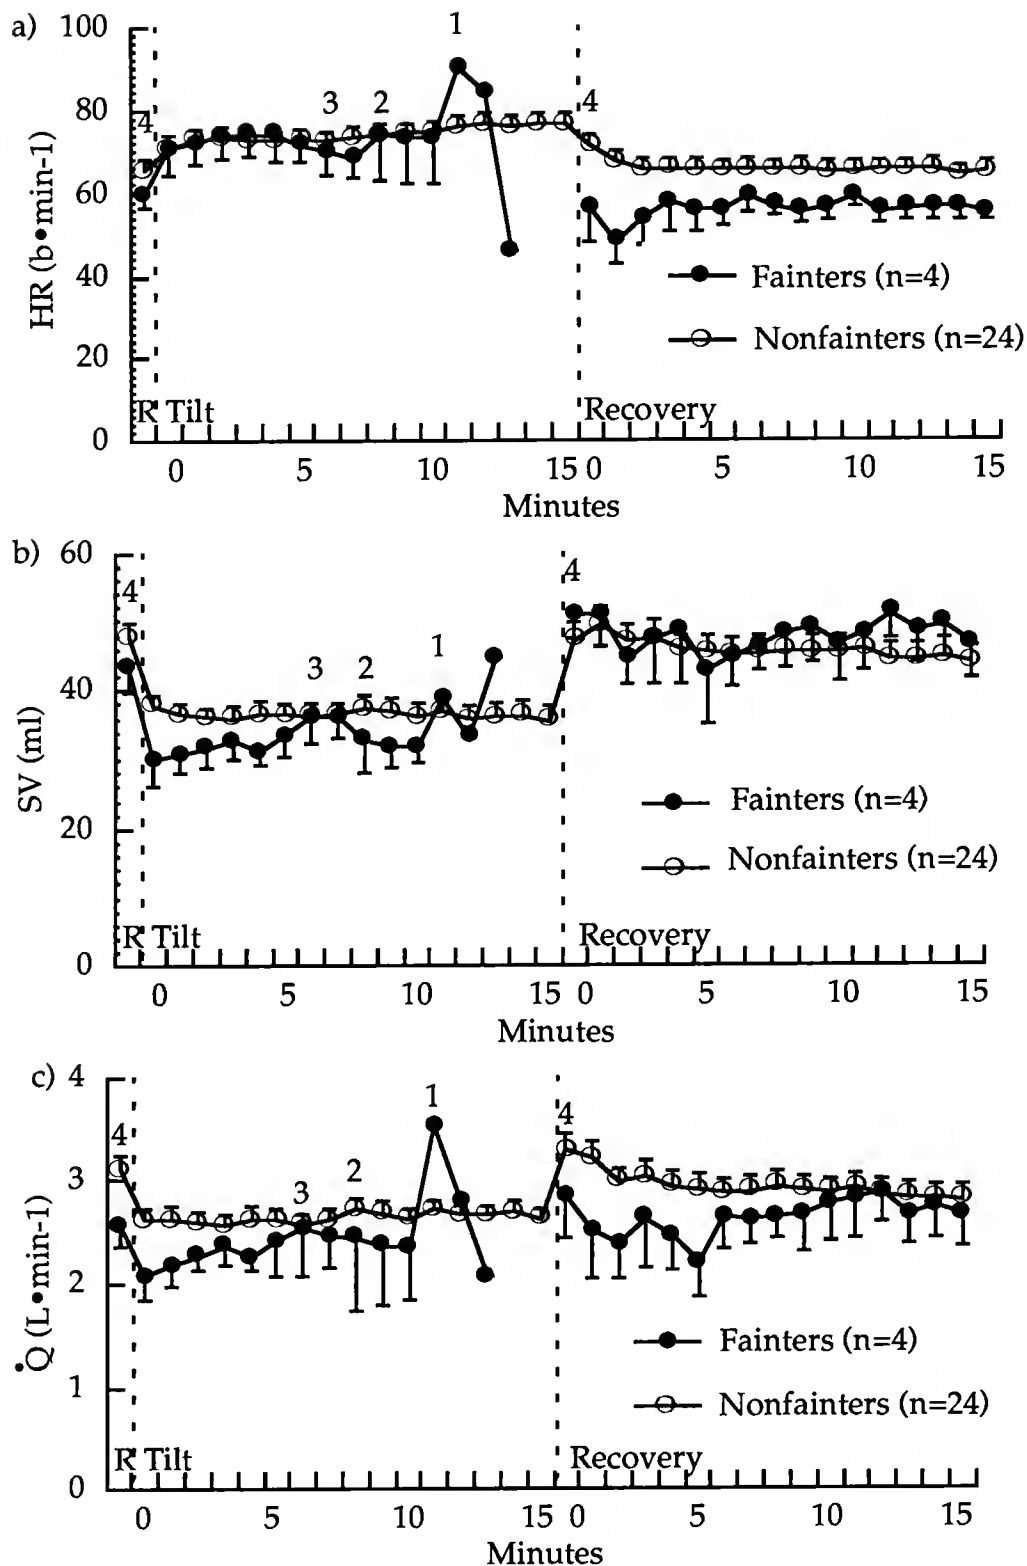 a) 100
1
80
3 2
4
4
60
HR (b•min-1)
40
Fainters (n=4)
20
Nonfainters (n=24)
R Tilt
Recovery
0
0 5 10 15 0 5 10 15
Minutes
b) 60
4
4
1
3 2
40
SV (ml)
Fainters (n=4)
20
Nonfainters (n=24)
R Tilt
Recovery
0
0 5 10 15 0 5 10 15
Minutes
c) 4
1
4
4
2
3
3
2
Q̇ (L•min-1)
Fainters (n=4)
1
Nonfainters (n=24)
R Tilt
Recovery
0
0 5 10 15 0 5 10 15
Minutes